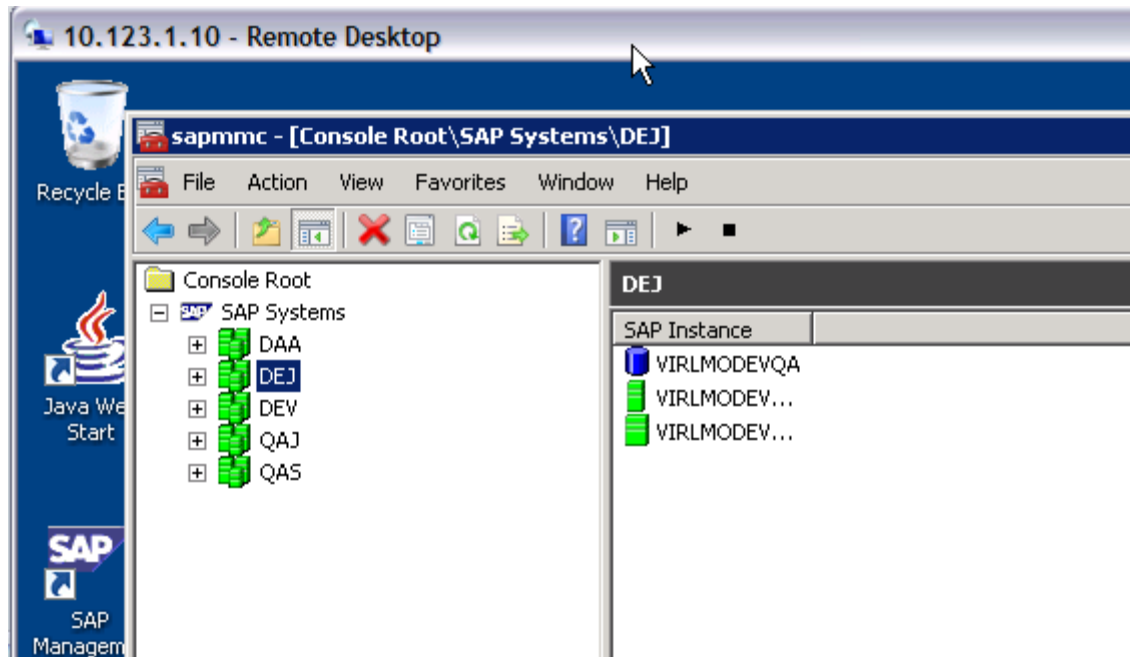 10.123.1.10 - Remote Desktop
sapmmc - [Console Root\SAP Systems\DEJ]
File Action View Favorites Window Help
Recycle B
Console Root
SAP Systems
DAA
DEJ
DEV
QAJ
QAS
DEJ
SAP Instance
VIRLMODEVQA
VIRLMODEV...
VIRLMODEV...
Java We
Start
SAP
SAP
Managem